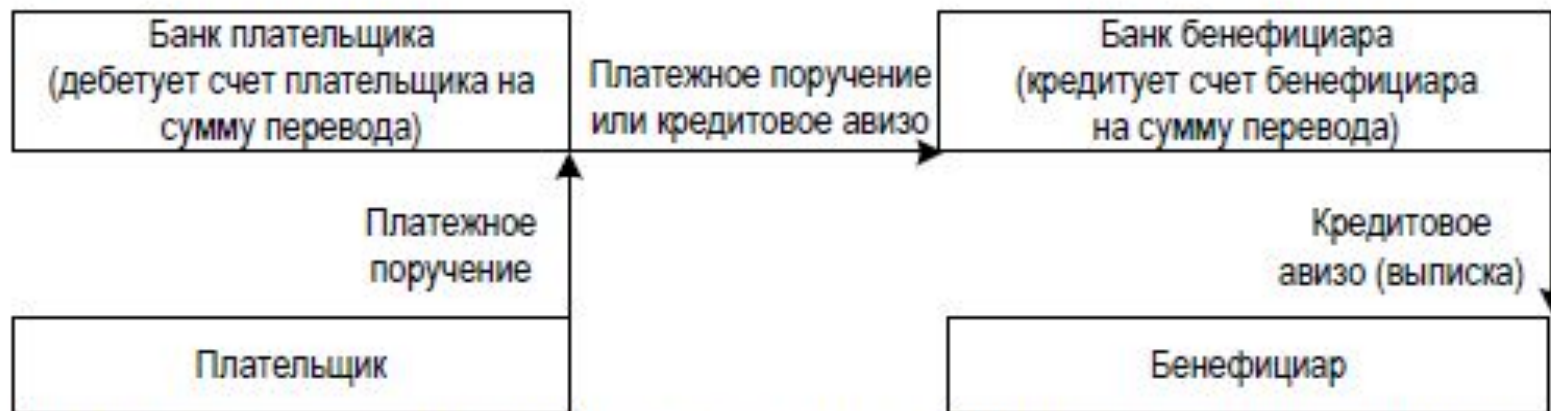 Банк плательщика
(дебетует счет плательщика на
сумму перевода)
Платежное поручение
или кредитовое авизо
Банк бенефициара
(кредитует счет бенефициара
на сумму перевода)
Платежное
поручение
Кредитовое
авизо (выписка)
Плательщик
Бенефициар